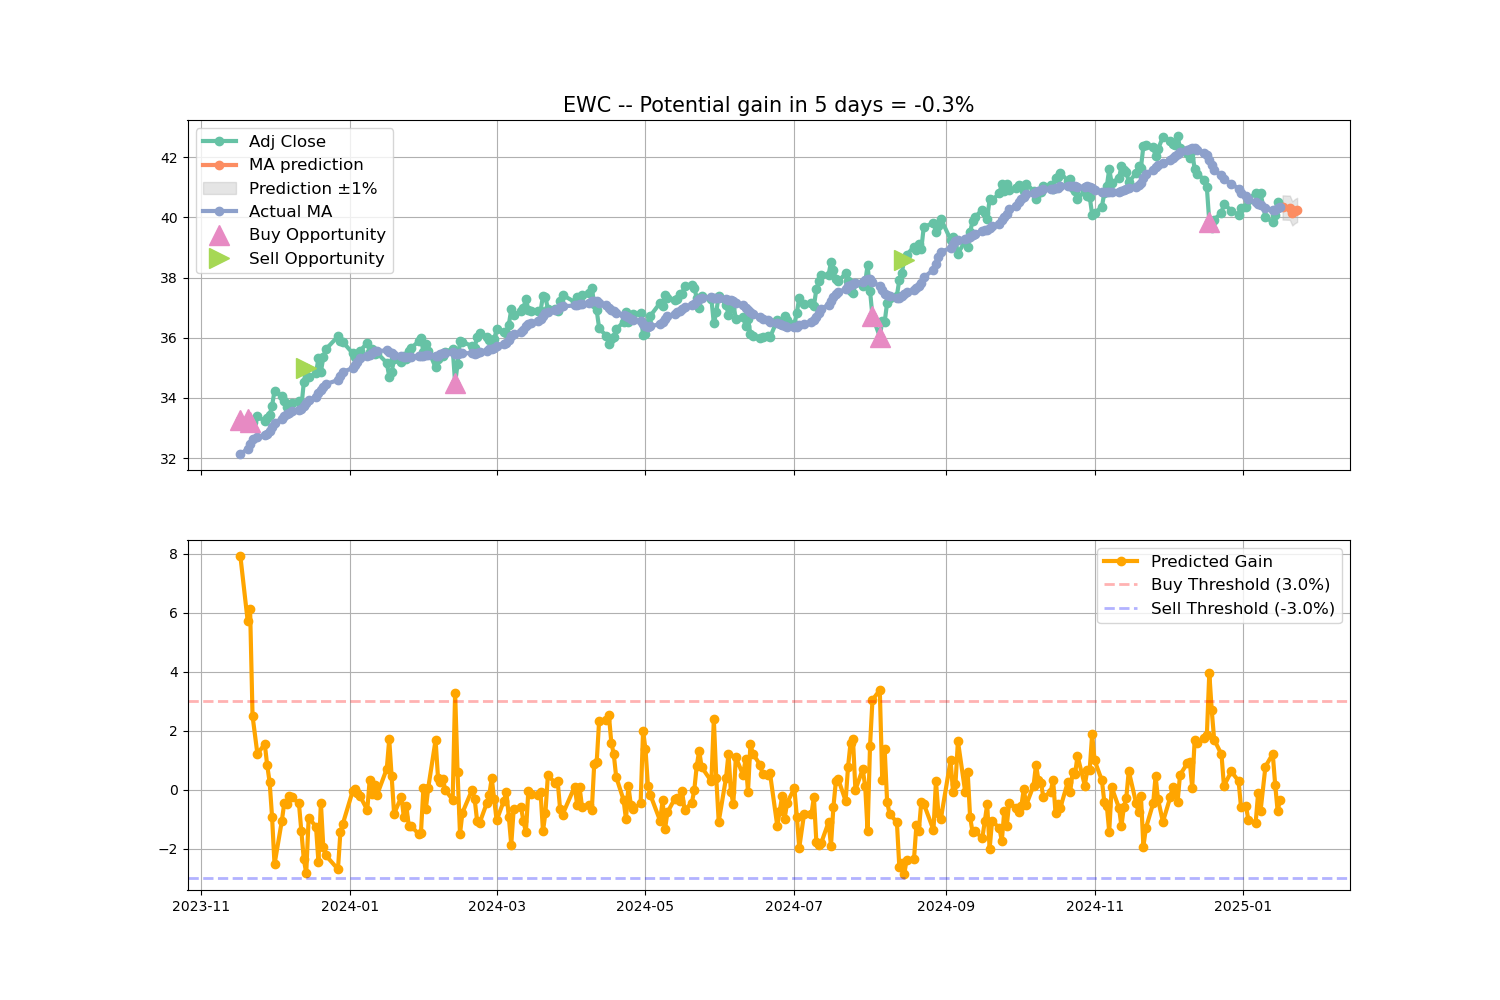 EWC -- Potential gain in 5 days = -0.3%
Adj Close
MA prediction
Prediction ±1%
Actual MA
Buy Opportunity
Sell Opportunity
42
40
38
36
34
32
8
6
4
2
0
−2
Predicted Gain
Buy Threshold (3.0%)
Sell Threshold (-3.0%)
2023-11 2024-01 2024-03 2024-05 2024-07 2024-09 2024-11 2025-01